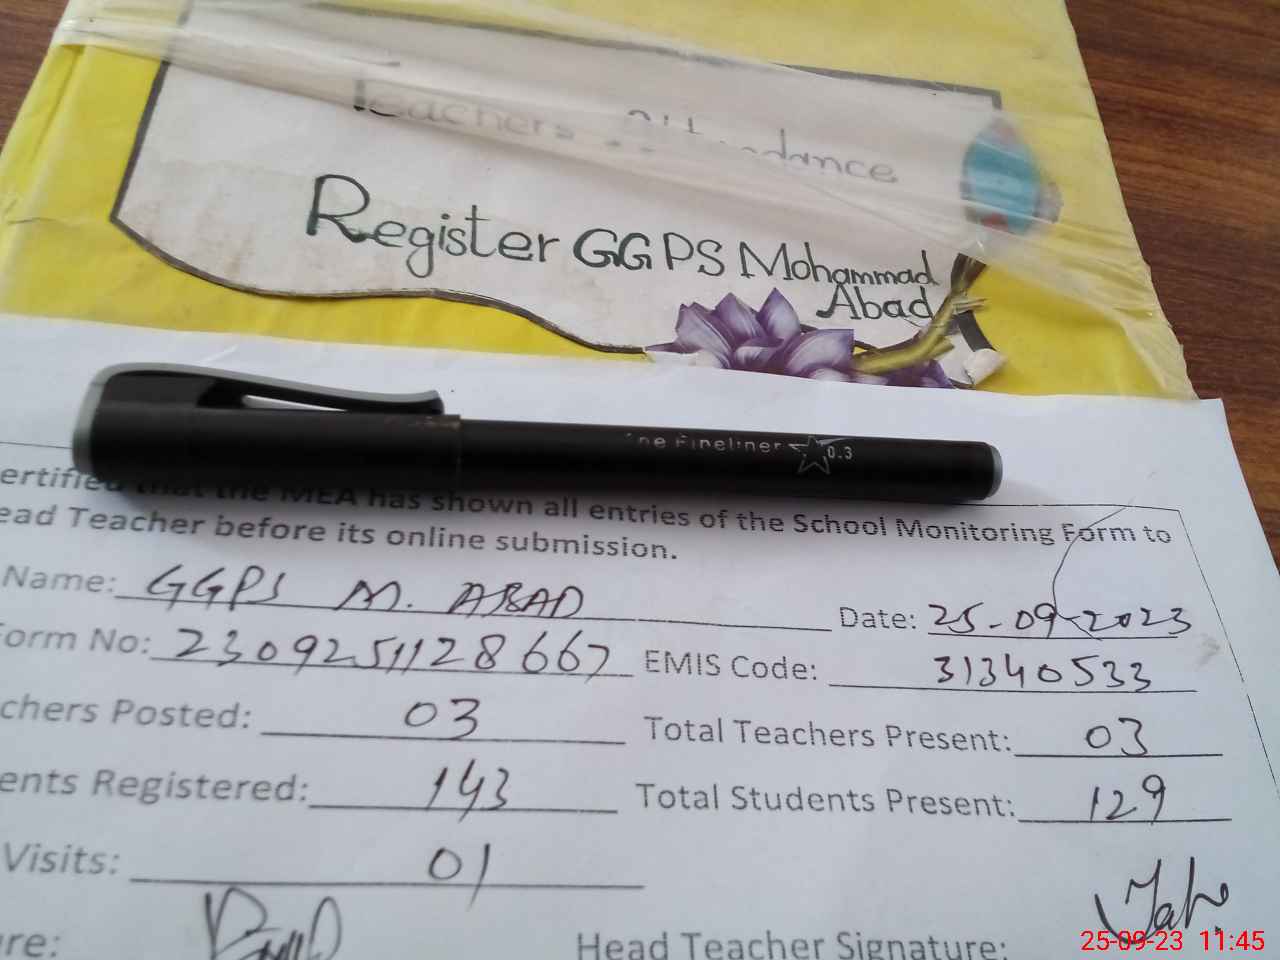 Teachers Attendance
Register GGPS Mohammad
Abad
ne Fineliner 0.3
ertified that the MEA has shown all entries of the School Monitoring Form to
ead Teacher before its online submission.
Name: GGPS M. ABAD
Date: 25-09-2023
orm No: 2309251128667
EMIS Code: 31340533
chers Posted: 03
Total Teachers Present: 03
ents Registered: 143
Total Students Present: 129
Visits: 01
re:
Head Teacher Signature:
25-09-23 11:45